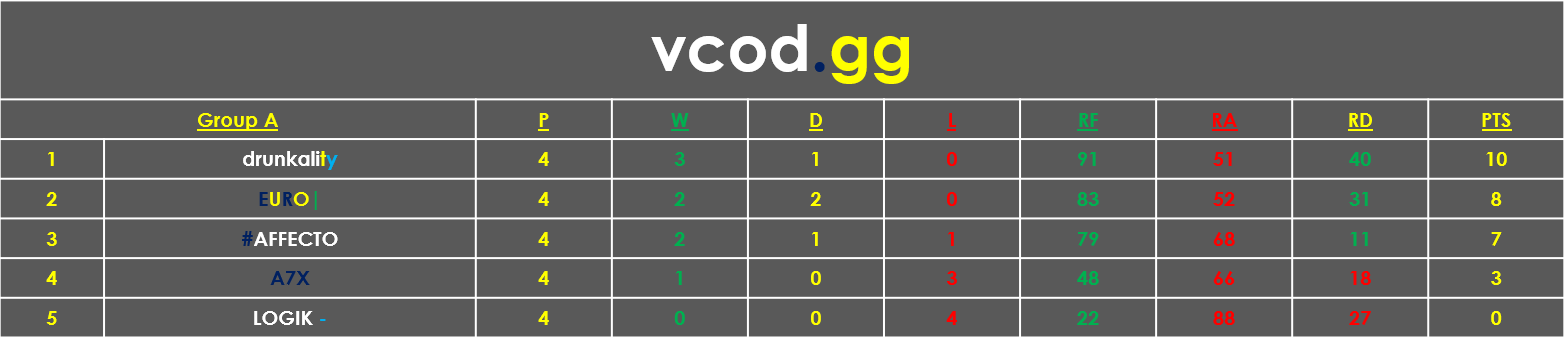 vcod.gg
Group A P W D L RF RA RD PTS
1 drunkality 4 3 1 0 91 51 40 10
2 EURO| 4 2 2 0 83 52 31 8
3 #AFFECTO 4 2 1 1 79 68 11 7
4 A7X 4 1 0 3 48 66 18 3
5 LOGIK - 4 0 0 4 22 88 27 0